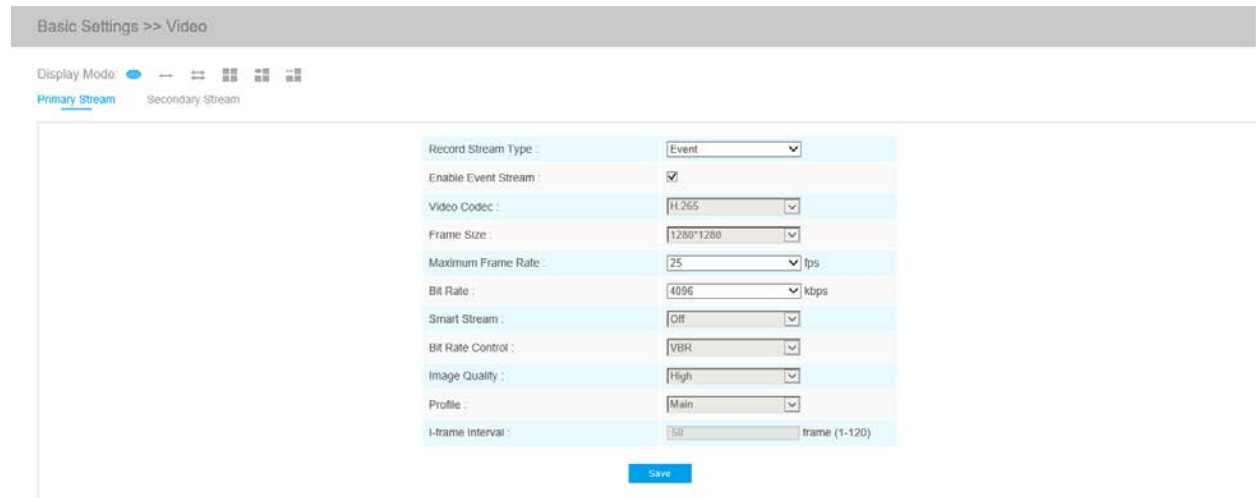 Basic Settings >> Video
Display Mode:
Primary Stream Secondary Stream
Record Stream Type : Event
Enable Event Stream :
Video Codec : H.265
Frame Size : 1280*1280
Maximum Frame Rate : 25 fps
Bit Rate : 4096 kbps
Smart Stream : Off
Bit Rate Control : VBR
Image Quality : High
Profile : Main
I-frame Interval : 50 frame (1-120)
Save